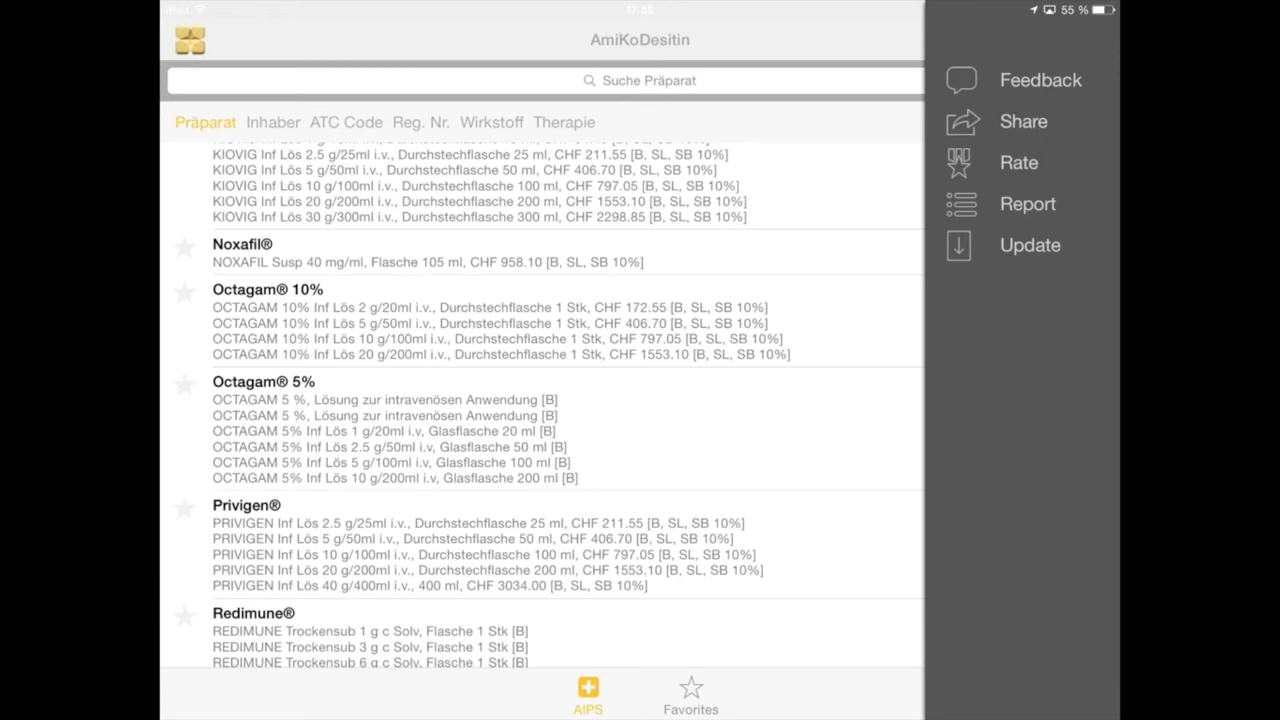 iPad 17:35 55 %
AmiKoDesitin
Suche Präparat
Präparat Inhaber ATC Code Reg. Nr. Wirkstoff Therapie
KIOVIG Inf Lös 2.5 g/25ml i.v., Durchstechflasche 25 ml, CHF 211.55 [B, SL, SB 10%]
KIOVIG Inf Lös 5 g/50ml i.v., Durchstechflasche 50 ml, CHF 406.70 [B, SL, SB 10%]
KIOVIG Inf Lös 10 g/100ml i.v., Durchstechflasche 100 ml, CHF 797.05 [B, SL, SB 10%]
KIOVIG Inf Lös 20 g/200ml i.v., Durchstechflasche 200 ml, CHF 1553.10 [B, SL, SB 10%]
KIOVIG Inf Lös 30 g/300ml i.v., Durchstechflasche 300 ml, CHF 2298.85 [B, SL, SB 10%]
Noxafil®
NOXAFIL Susp 40 mg/ml, Flasche 105 ml, CHF 958.10 [B, SL, SB 10%]
Octagam® 10%
OCTAGAM 10% Inf Lös 2 g/20ml i.v., Durchstechflasche 1 Stk, CHF 172.55 [B, SL, SB 10%]
OCTAGAM 10% Inf Lös 5 g/50ml i.v., Durchstechflasche 1 Stk, CHF 406.70 [B, SL, SB 10%]
OCTAGAM 10% Inf Lös 10 g/100ml i.v., Durchstechflasche 1 Stk, CHF 797.05 [B, SL, SB 10%]
OCTAGAM 10% Inf Lös 20 g/200ml i.v., Durchstechflasche 1 Stk, CHF 1553.10 [B, SL, SB 10%]
Octagam® 5%
OCTAGAM 5 %, Lösung zur intravenösen Anwendung [B]
OCTAGAM 5 %, Lösung zur intravenösen Anwendung [B]
OCTAGAM 5% Inf Lös 1 g/20ml i.v, Glasflasche 20 ml [B]
OCTAGAM 5% Inf Lös 2.5 g/50ml i.v, Glasflasche 50 ml [B]
OCTAGAM 5% Inf Lös 5 g/100ml i.v, Glasflasche 100 ml [B]
OCTAGAM 5% Inf Lös 10 g/200ml i.v, Glasflasche 200 ml [B]
Privigen®
PRIVIGEN Inf Lös 2.5 g/25ml i.v., Durchstechflasche 25 ml, CHF 211.55 [B, SL, SB 10%]
PRIVIGEN Inf Lös 5 g/50ml i.v., Durchstechflasche 50 ml, CHF 406.70 [B, SL, SB 10%]
PRIVIGEN Inf Lös 10 g/100ml i.v., Durchstechflasche 100 ml, CHF 797.05 [B, SL, SB 10%]
PRIVIGEN Inf Lös 20 g/200ml i.v., Durchstechflasche 200 ml, CHF 1553.10 [B, SL, SB 10%]
PRIVIGEN Inf Lös 40 g/400ml i.v., 400 ml, CHF 3034.00 [B, SL, SB 10%]
Redimune®
REDIMUNE Trockensub 1 g c Solv, Flasche 1 Stk [B]
REDIMUNE Trockensub 3 g c Solv, Flasche 1 Stk [B]
REDIMUNE Trockensub 6 g c Solv, Flasche 1 Stk [B]
AIPS
Favorites
Feedback
Share
Rate
Report
Update